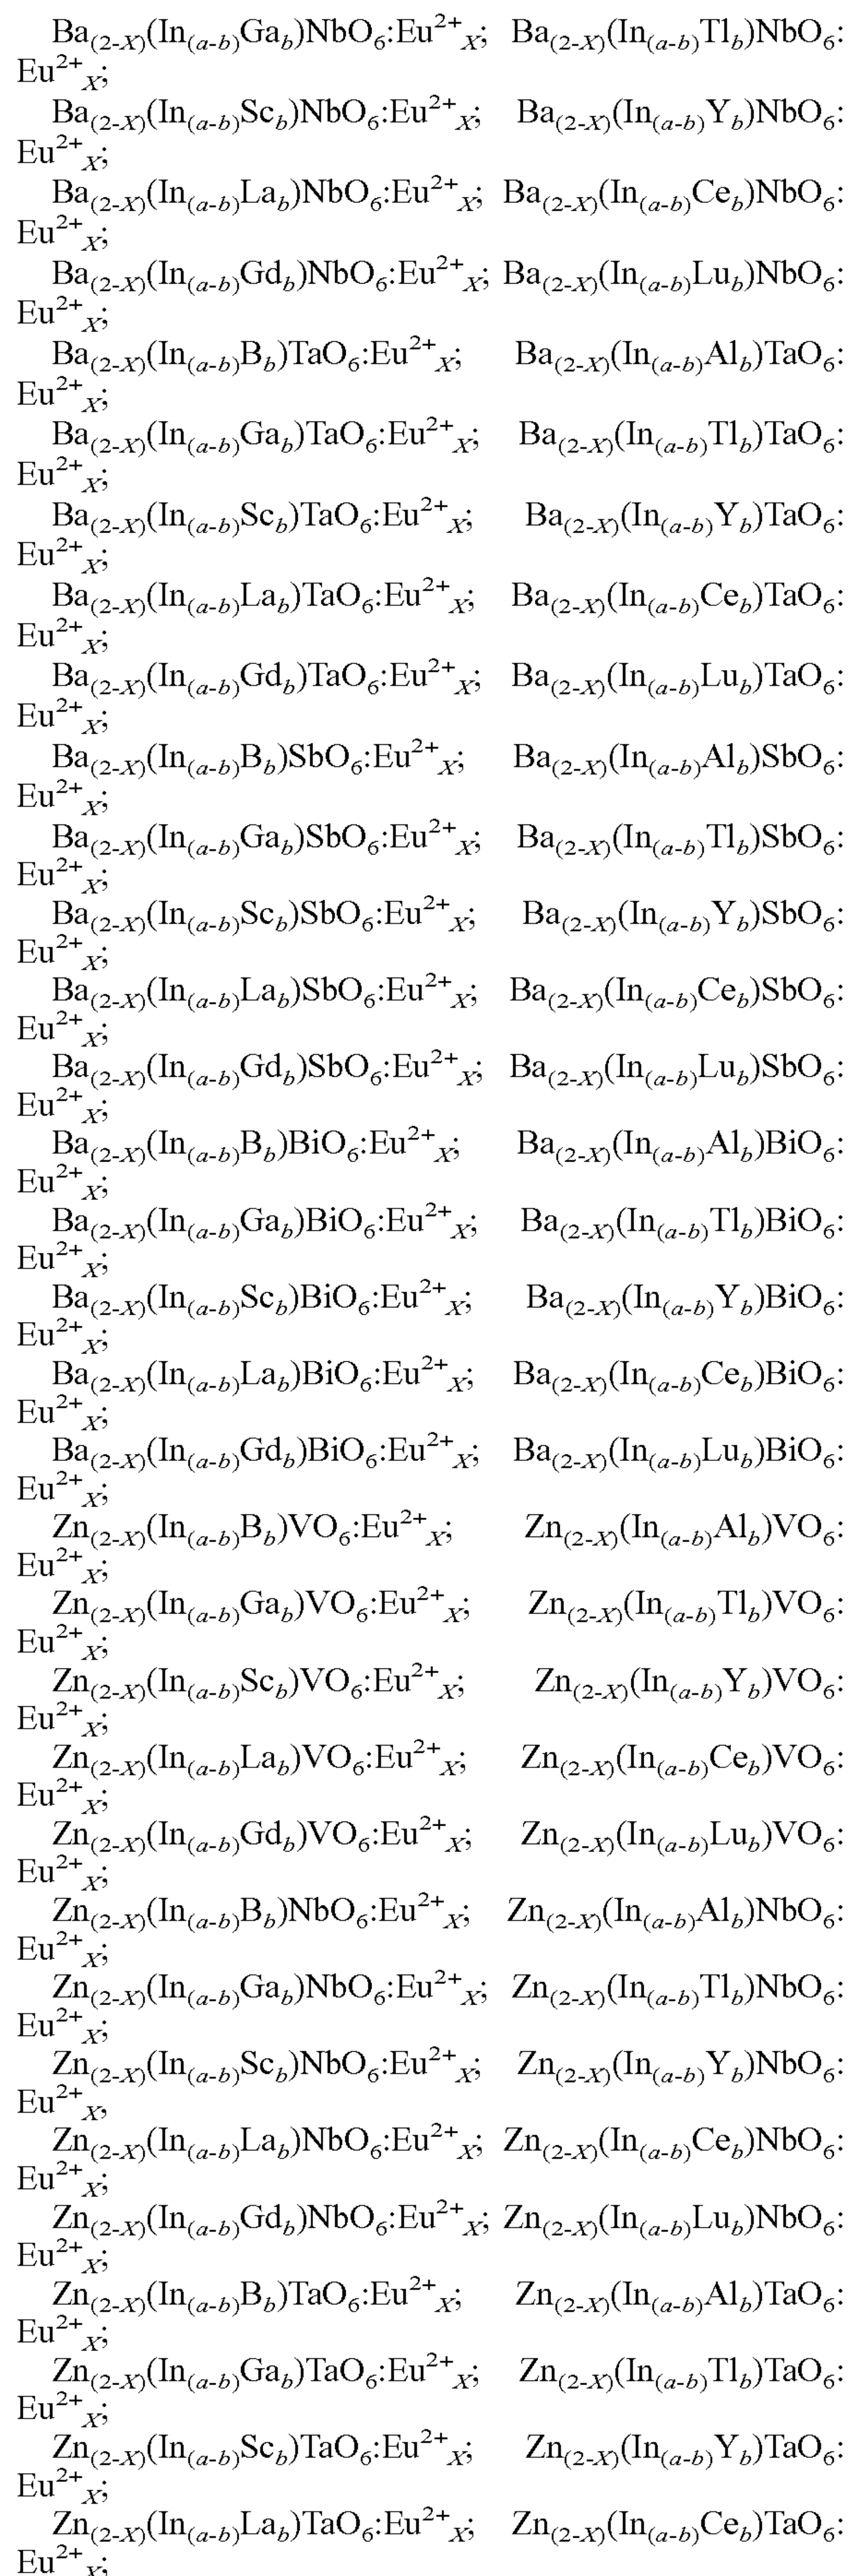 Ba₍₂₋X₎(In₍a-b₎Gab)NbO₆:Eu²⁺X; Ba₍₂₋X₎(In₍a-b₎Tlb)NbO₆:
Eu²⁺X;
Ba₍₂₋X₎(In₍a-b₎Scb)NbO₆:Eu²⁺X; Ba₍₂₋X₎(In₍a-b₎Yb)NbO₆:
Eu²⁺X;
Ba₍₂₋X₎(In₍a-b₎Lab)NbO₆:Eu²⁺X; Ba₍₂₋X₎(In₍a-b₎Ceb)NbO₆:
Eu²⁺X;
Ba₍₂₋X₎(In₍a-b₎Gdb)NbO₆:Eu²⁺X; Ba₍₂₋X₎(In₍a-b₎Lub)NbO₆:
Eu²⁺X;
Ba₍₂₋X₎(In₍a-b₎Bb)TaO₆:Eu²⁺X; Ba₍₂₋X₎(In₍a-b₎Alb)TaO₆:
Eu²⁺X;
Ba₍₂₋X₎(In₍a-b₎Gab)TaO₆:Eu²⁺X; Ba₍₂₋X₎(In₍a-b₎Tlb)TaO₆:
Eu²⁺X;
Ba₍₂₋X₎(In₍a-b₎Scb)TaO₆:Eu²⁺X; Ba₍₂₋X₎(In₍a-b₎Yb)TaO₆:
Eu²⁺X;
Ba₍₂₋X₎(In₍a-b₎Lab)TaO₆:Eu²⁺X; Ba₍₂₋X₎(In₍a-b₎Ceb)TaO₆:
Eu²⁺X;
Ba₍₂₋X₎(In₍a-b₎Gdb)TaO₆:Eu²⁺X; Ba₍₂₋X₎(In₍a-b₎Lub)TaO₆:
Eu²⁺X;
Ba₍₂₋X₎(In₍a-b₎Bb)SbO₆:Eu²⁺X; Ba₍₂₋X₎(In₍a-b₎Alb)SbO₆:
Eu²⁺X;
Ba₍₂₋X₎(In₍a-b₎Gab)SbO₆:Eu²⁺X; Ba₍₂₋X₎(In₍a-b₎Tlb)SbO₆:
Eu²⁺X;
Ba₍₂₋X₎(In₍a-b₎Scb)SbO₆:Eu²⁺X; Ba₍₂₋X₎(In₍a-b₎Yb)SbO₆:
Eu²⁺X;
Ba₍₂₋X₎(In₍a-b₎Lab)SbO₆:Eu²⁺X; Ba₍₂₋X₎(In₍a-b₎Ceb)SbO₆:
Eu²⁺X;
Ba₍₂₋X₎(In₍a-b₎Gdb)SbO₆:Eu²⁺X; Ba₍₂₋X₎(In₍a-b₎Lub)SbO₆:
Eu²⁺X;
Ba₍₂₋X₎(In₍a-b₎Bb)BiO₆:Eu²⁺X; Ba₍₂₋X₎(In₍a-b₎Alb)BiO₆:
Eu²⁺X;
Ba₍₂₋X₎(In₍a-b₎Gab)BiO₆:Eu²⁺X; Ba₍₂₋X₎(In₍a-b₎Tlb)BiO₆:
Eu²⁺X;
Ba₍₂₋X₎(In₍a-b₎Scb)BiO₆:Eu²⁺X; Ba₍₂₋X₎(In₍a-b₎Yb)BiO₆:
Eu²⁺X;
Ba₍₂₋X₎(In₍a-b₎Lab)BiO₆:Eu²⁺X; Ba₍₂₋X₎(In₍a-b₎Ceb)BiO₆:
Eu²⁺X;
Ba₍₂₋X₎(In₍a-b₎Gdb)BiO₆:Eu²⁺X; Ba₍₂₋X₎(In₍a-b₎Lub)BiO₆:
Eu²⁺X;
Zn₍₂₋X₎(In₍a-b₎Bb)VO₆:Eu²⁺X; Zn₍₂₋X₎(In₍a-b₎Alb)VO₆:
Eu²⁺X;
Zn₍₂₋X₎(In₍a-b₎Gab)VO₆:Eu²⁺X; Zn₍₂₋X₎(In₍a-b₎Tlb)VO₆:
Eu²⁺X;
Zn₍₂₋X₎(In₍a-b₎Scb)VO₆:Eu²⁺X; Zn₍₂₋X₎(In₍a-b₎Yb)VO₆:
Eu²⁺X;
Zn₍₂₋X₎(In₍a-b₎Lab)VO₆:Eu²⁺X; Zn₍₂₋X₎(In₍a-b₎Ceb)VO₆:
Eu²⁺X;
Zn₍₂₋X₎(In₍a-b₎Gdb)VO₆:Eu²⁺X; Zn₍₂₋X₎(In₍a-b₎Lub)VO₆:
Eu²⁺X;
Zn₍₂₋X₎(In₍a-b₎Bb)NbO₆:Eu²⁺X; Zn₍₂₋X₎(In₍a-b₎Alb)NbO₆:
Eu²⁺X;
Zn₍₂₋X₎(In₍a-b₎Gab)NbO₆:Eu²⁺X; Zn₍₂₋X₎(In₍a-b₎Tlb)NbO₆:
Eu²⁺X;
Zn₍₂₋X₎(In₍a-b₎Scb)NbO₆:Eu²⁺X; Zn₍₂₋X₎(In₍a-b₎Yb)NbO₆:
Eu²⁺X,
Zn₍₂₋X₎(In₍a-b₎Lab)NbO₆:Eu²⁺X; Zn₍₂₋X₎(In₍a-b₎Ceb)NbO₆:
Eu²⁺X;
Zn₍₂₋X₎(In₍a-b₎Gdb)NbO₆:Eu²⁺X; Zn₍₂₋X₎(In₍a-b₎Lub)NbO₆:
Eu²⁺X;
Zn₍₂₋X₎(In₍a-b₎Bb)TaO₆:Eu²⁺X; Zn₍₂₋X₎(In₍a-b₎Alb)TaO₆:
Eu²⁺X;
Zn₍₂₋X₎(In₍a-b₎Gab)TaO₆:Eu²⁺X; Zn₍₂₋X₎(In₍a-b₎Tlb)TaO₆:
Eu²⁺X;
Zn₍₂₋X₎(In₍a-b₎Scb)TaO₆:Eu²⁺X; Zn₍₂₋X₎(In₍a-b₎Yb)TaO₆:
Eu²⁺X;
Zn₍₂₋X₎(In₍a-b₎Lab)TaO₆:Eu²⁺X; Zn₍₂₋X₎(In₍a-b₎Ceb)TaO₆:
Eu²⁺X;